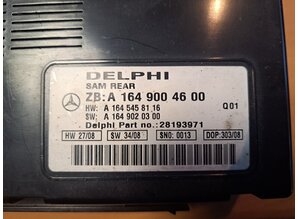 DELPHI
SAM REAR
ZB: A 164 900 46 00
HW: A 164 545 81 16
SW: A 164 902 03 00
Q01
Delphi Part no.: 28193971
HW 27/08 SW 34/08 SNO: 0013 DOP: 303/08